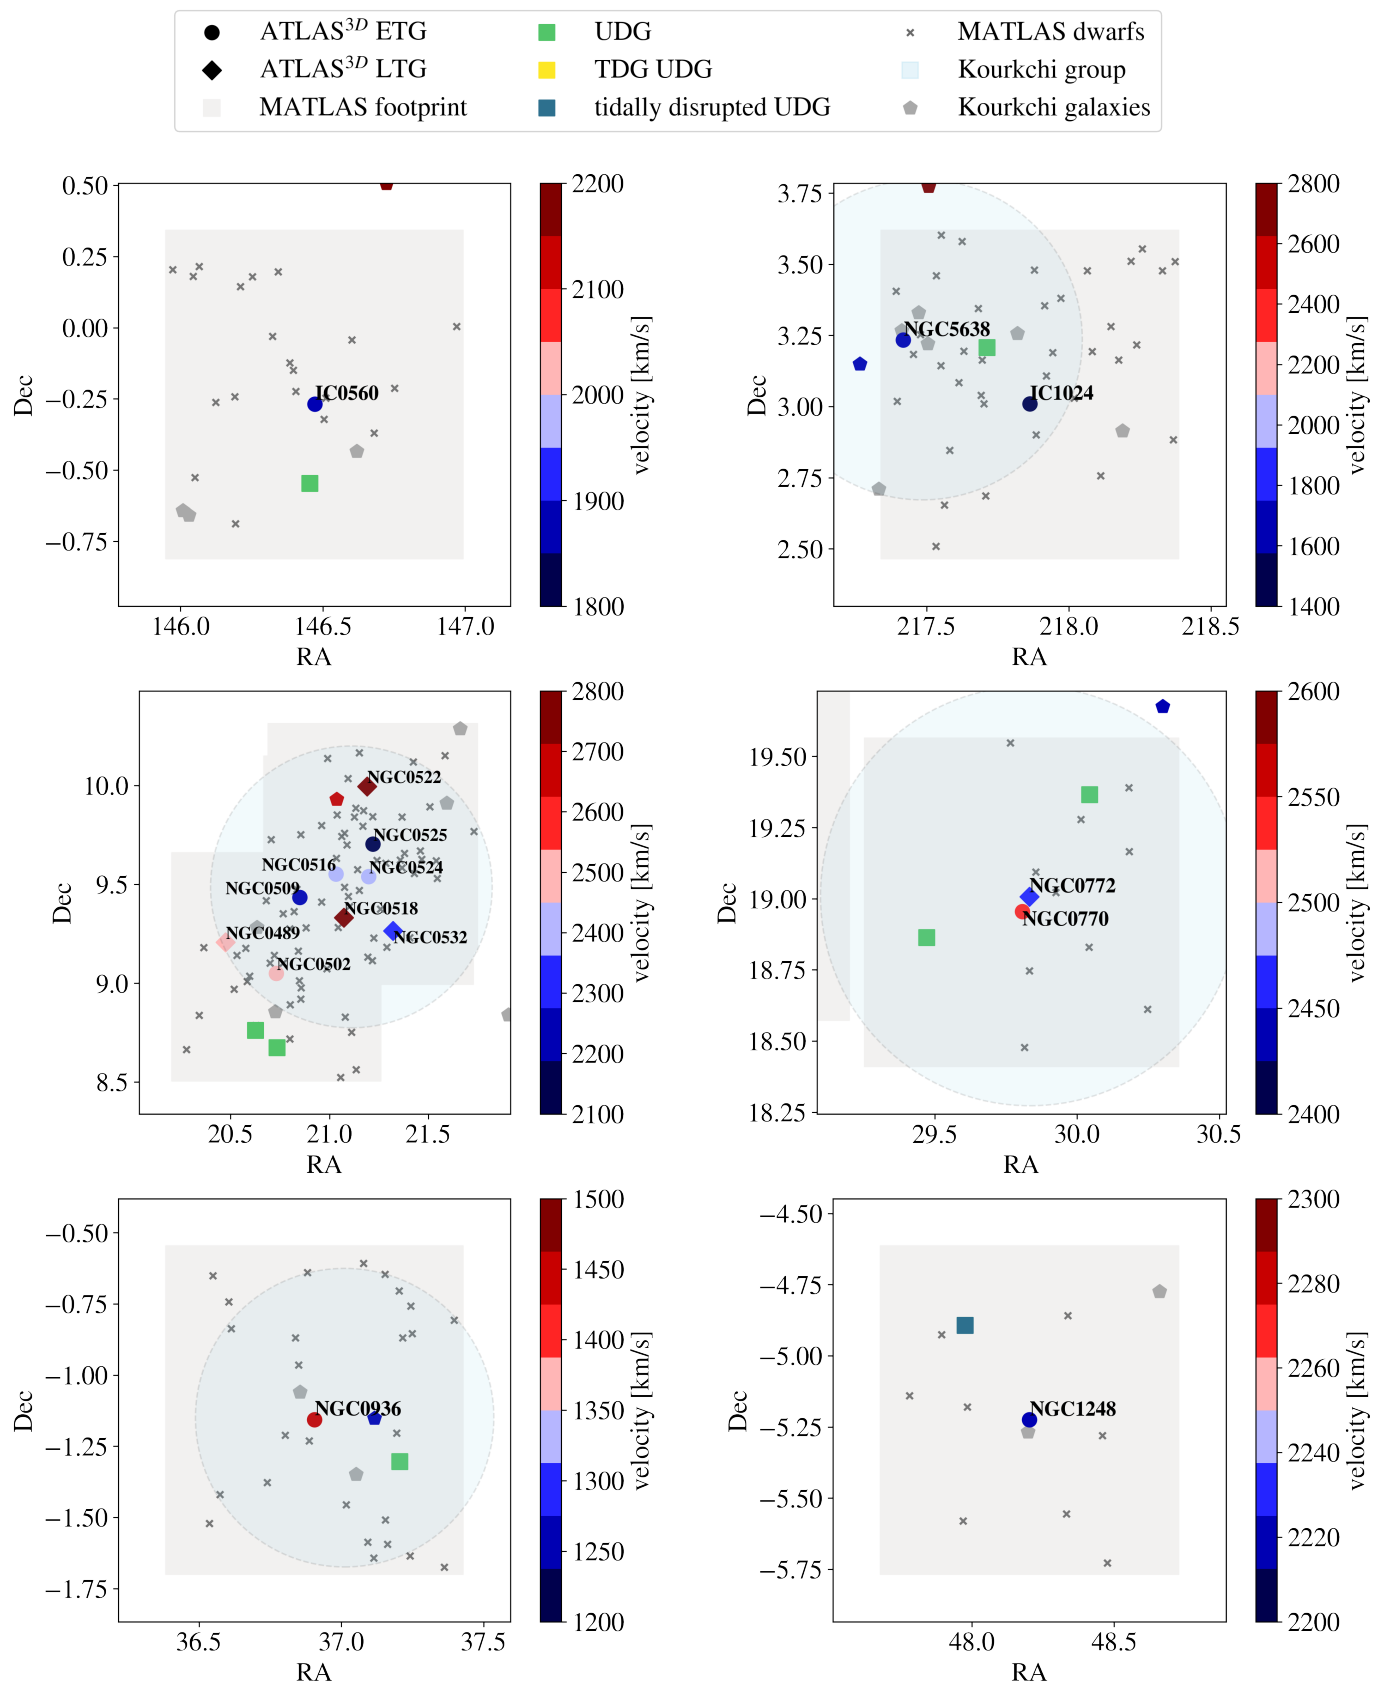 ATLAS3D ETG UDG MATLAS dwarfs
ATLAS3D LTG TDG UDG Kourkchi group
MATLAS footprint tidally disrupted UDG Kourkchi galaxies
0.50
0.25
0.00
−0.25
−0.50
−0.75
Dec
IC0560
146.0 146.5 147.0
RA
2200
2100
2000
1900
1800
velocity [km/s]
3.75
3.50
3.25
3.00
2.75
2.50
Dec
NGC5638
IC1024
217.5 218.0 218.5
RA
2800
2600
2400
2200
2000
1800
1600
1400
velocity [km/s]
10.0
9.5
9.0
8.5
Dec
NGC0522
NGC0525
NGC0516
NGC0524
NGC0509
NGC0518
NGC0489
NGC0532
NGC0502
20.5 21.0 21.5
RA
2800
2700
2600
2500
2400
2300
2200
2100
velocity [km/s]
19.50
19.25
19.00
18.75
18.50
18.25
Dec
NGC0772
NGC0770
29.5 30.0 30.5
RA
2600
2550
2500
2450
2400
velocity [km/s]
−0.50
−0.75
−1.00
−1.25
−1.50
−1.75
Dec
NGC0936
36.5 37.0 37.5
RA
1500
1450
1400
1350
1300
1250
1200
velocity [km/s]
−4.50
−4.75
−5.00
−5.25
−5.50
−5.75
Dec
NGC1248
48.0 48.5
RA
2300
2280
2260
2240
2220
2200
velocity [km/s]